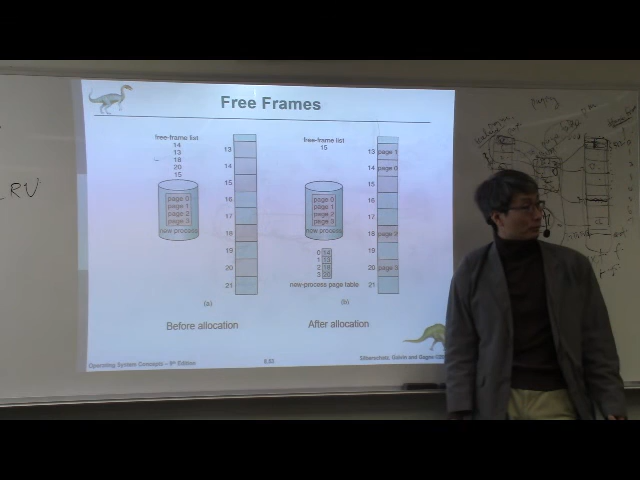 Free Frames
free-frame list
14
13
18
20
15
page 0
page 1
page 2
page 3
new process
13
14
15
16
17
18
19
20
21
(a)
Before allocation
free-frame list
15
page 0
page 1
page 2
page 3
new process
0 14
1 13
2 18
3 20
new-process page table
13 page 1
14 page 0
15
16
17
18 page 2
19
20 page 3
21
(b)
After allocation
Operating System Concepts – 9th Edition
8.53
Silberschatz, Galvin and Gagne
RU